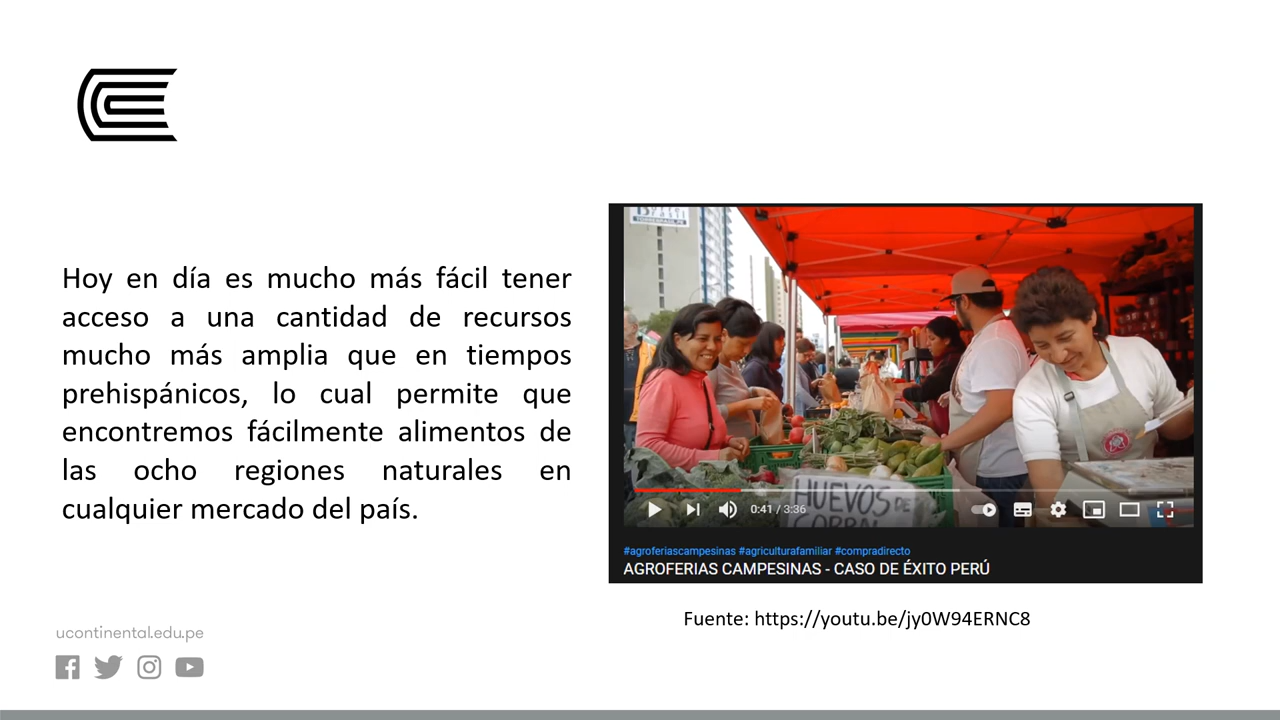 Hoy en día es mucho más fácil tener
acceso a una cantidad de recursos
mucho más amplia que en tiempos
prehispánicos, lo cual permite que
encontremos fácilmente alimentos de
las ocho regiones naturales en
cualquier mercado del país.
HUEVOS DE
CORRAL
0:41 / 3:36
#agroferiascampesinas #agriculturafamiliar #compradirecto
AGROFERIAS CAMPESINAS - CASO DE ÉXITO PERÚ
Fuente: https://youtu.be/jy0W94ERNC8
ucontinental.edu.pe